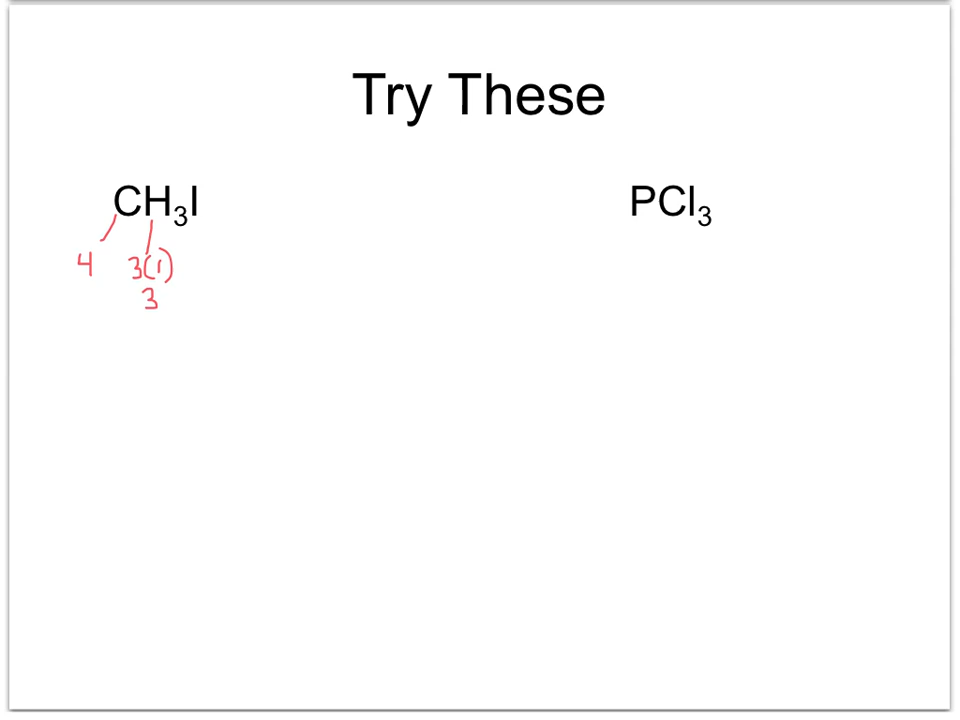 Try These
CH₃I
PCl₃
4 3(1)
3